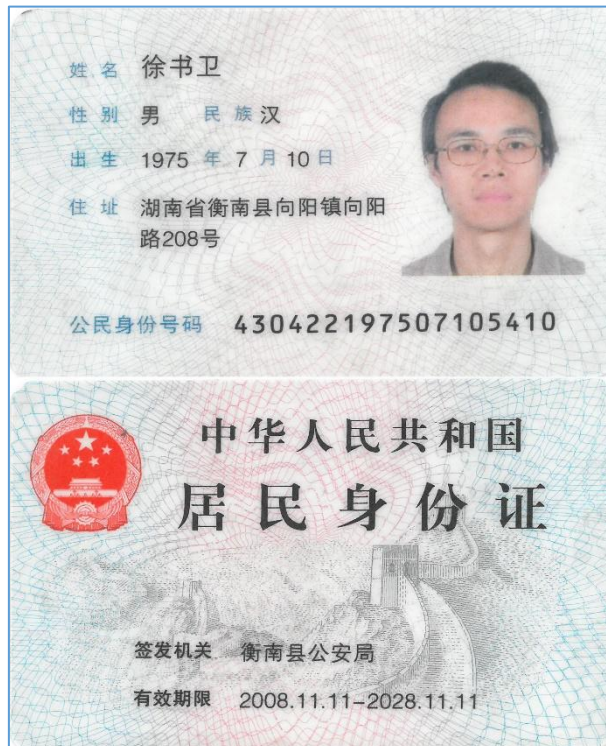 姓名 徐书卫
性别 男 民族 汉
出生 1975 年 7 月 10 日
住址 湖南省衡南县向阳镇向阳
路208号
公民身份号码 430422197507105410
中华人民共和国
居民身份证
签发机关 衡南县公安局
有效期限 2008.11.11-2028.11.11